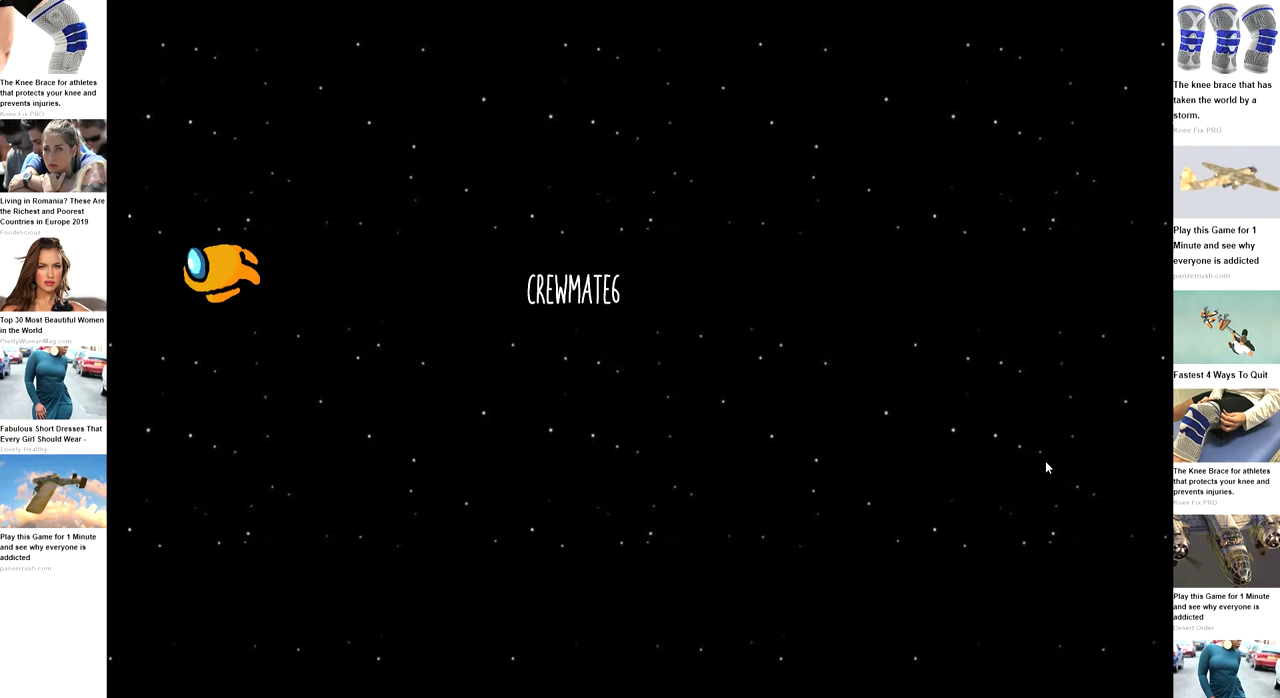 The Knee Brace for athletes
that protects your knee and
prevents injuries.
Knee Fix PRO
Living in Romania? These Are
the Richest and Poorest
Countries in Europe 2019
Foodelicious
Top 30 Most Beautiful Women
in the World
PrettyWomanMag.com
Fabulous Short Dresses That
Every Girl Should Wear -
Lovely Healthy
Play this Game for 1 Minute
and see why everyone is
addicted
panzerrush.com
CREWMATE6
The knee brace that has
taken the world by a
storm.
Knee Fix PRO
Play this Game for 1
Minute and see why
everyone is addicted
panzerrush.com
Fastest 4 Ways To Quit
The Knee Brace for athletes
that protects your knee and
prevents injuries.
Knee Fix PRO
Play this Game for 1 Minute
and see why everyone is
addicted
Desert Order